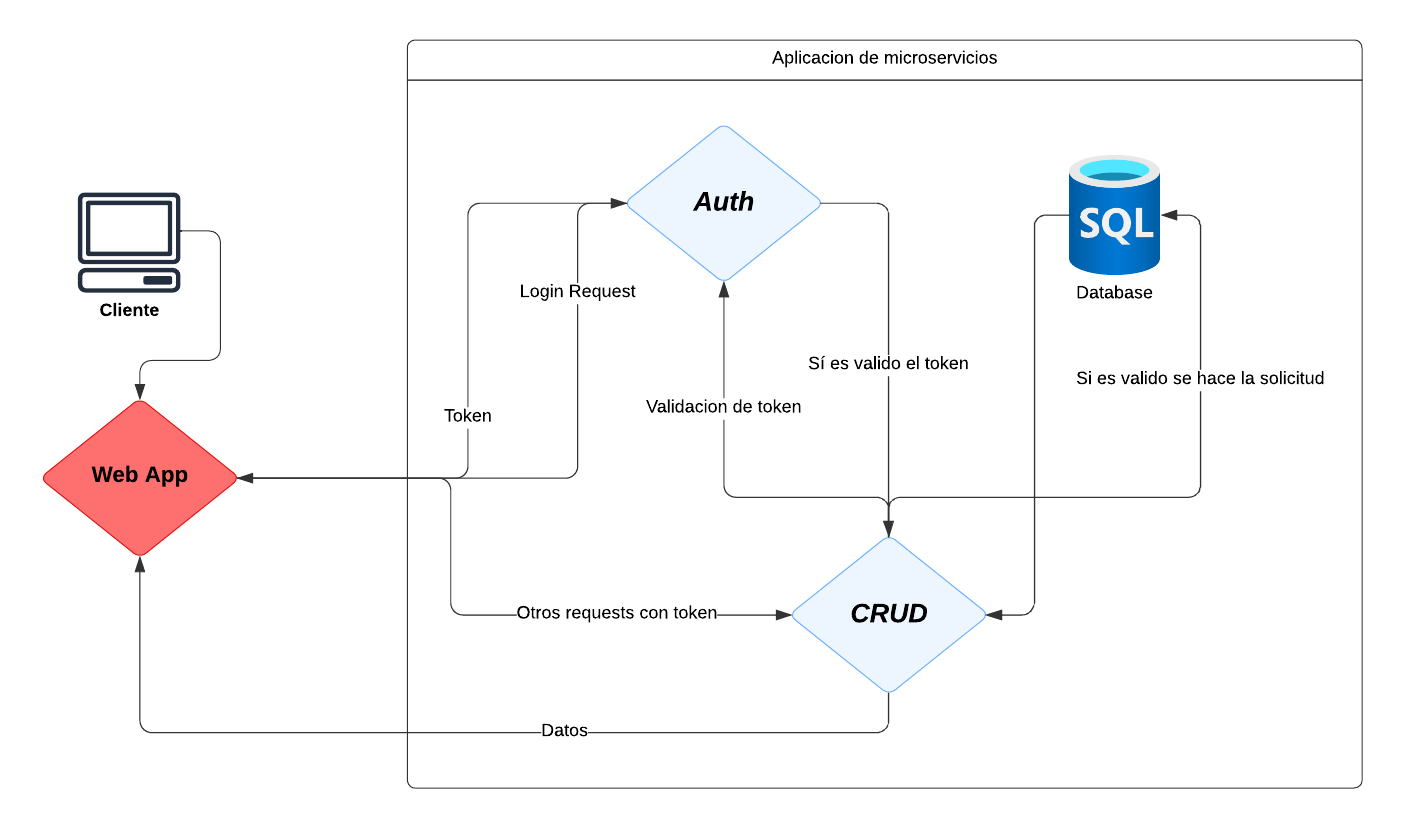 Aplicacion de microservicios
Auth
SQL
Cliente
Login Request
Database
Sí es valido el token
Si es valido se hace la solicitud
Validacion de token
Token
Web App
Otros requests con token
CRUD
Datos